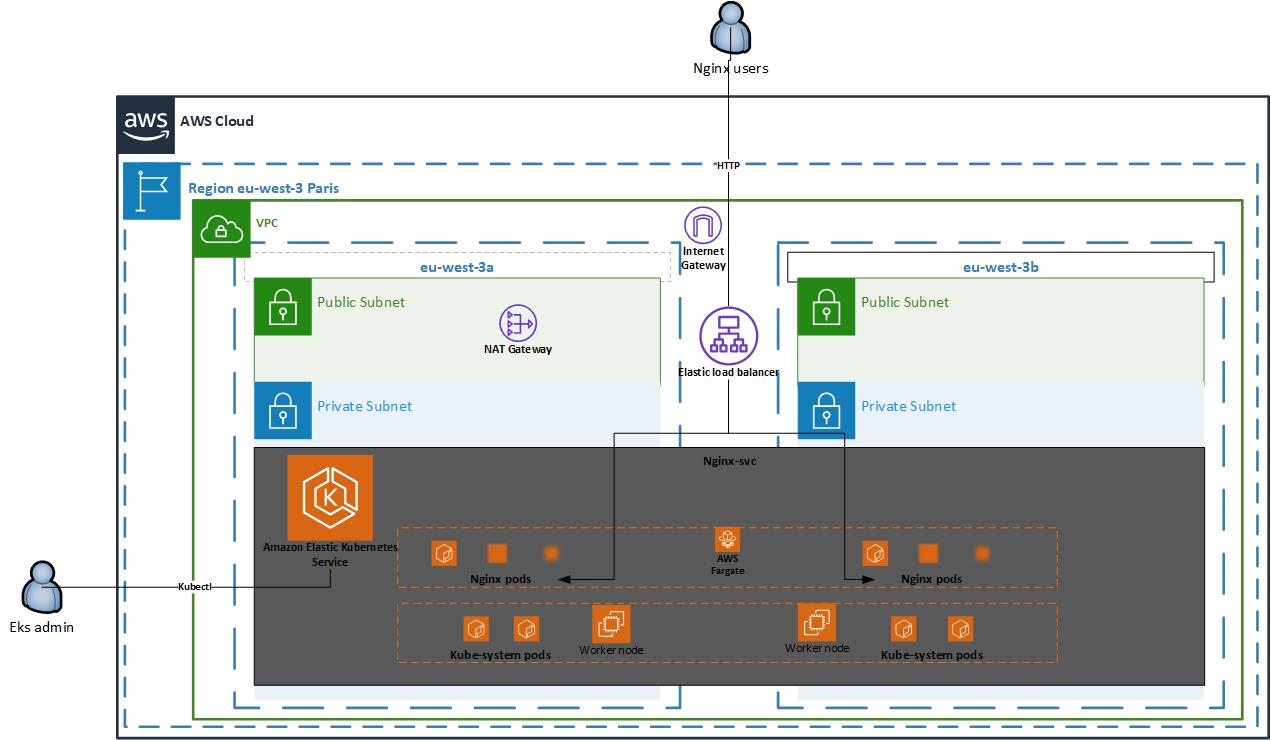 Nginx users
aws
AWS Cloud
HTTP
Region eu-west-3 Paris
VPC
Internet
Gateway
eu-west-3a
eu-west-3b
Public Subnet
Public Subnet
NAT Gateway
Elastic load balancer
Private Subnet
Private Subnet
Nginx-svc
K
Amazon Elastic Kubernetes
Service
AWS
Fargate
Nginx pods
Nginx pods
Kubectl
Eks admin
Kube-system pods
Worker node
Worker node
Kube-system pods